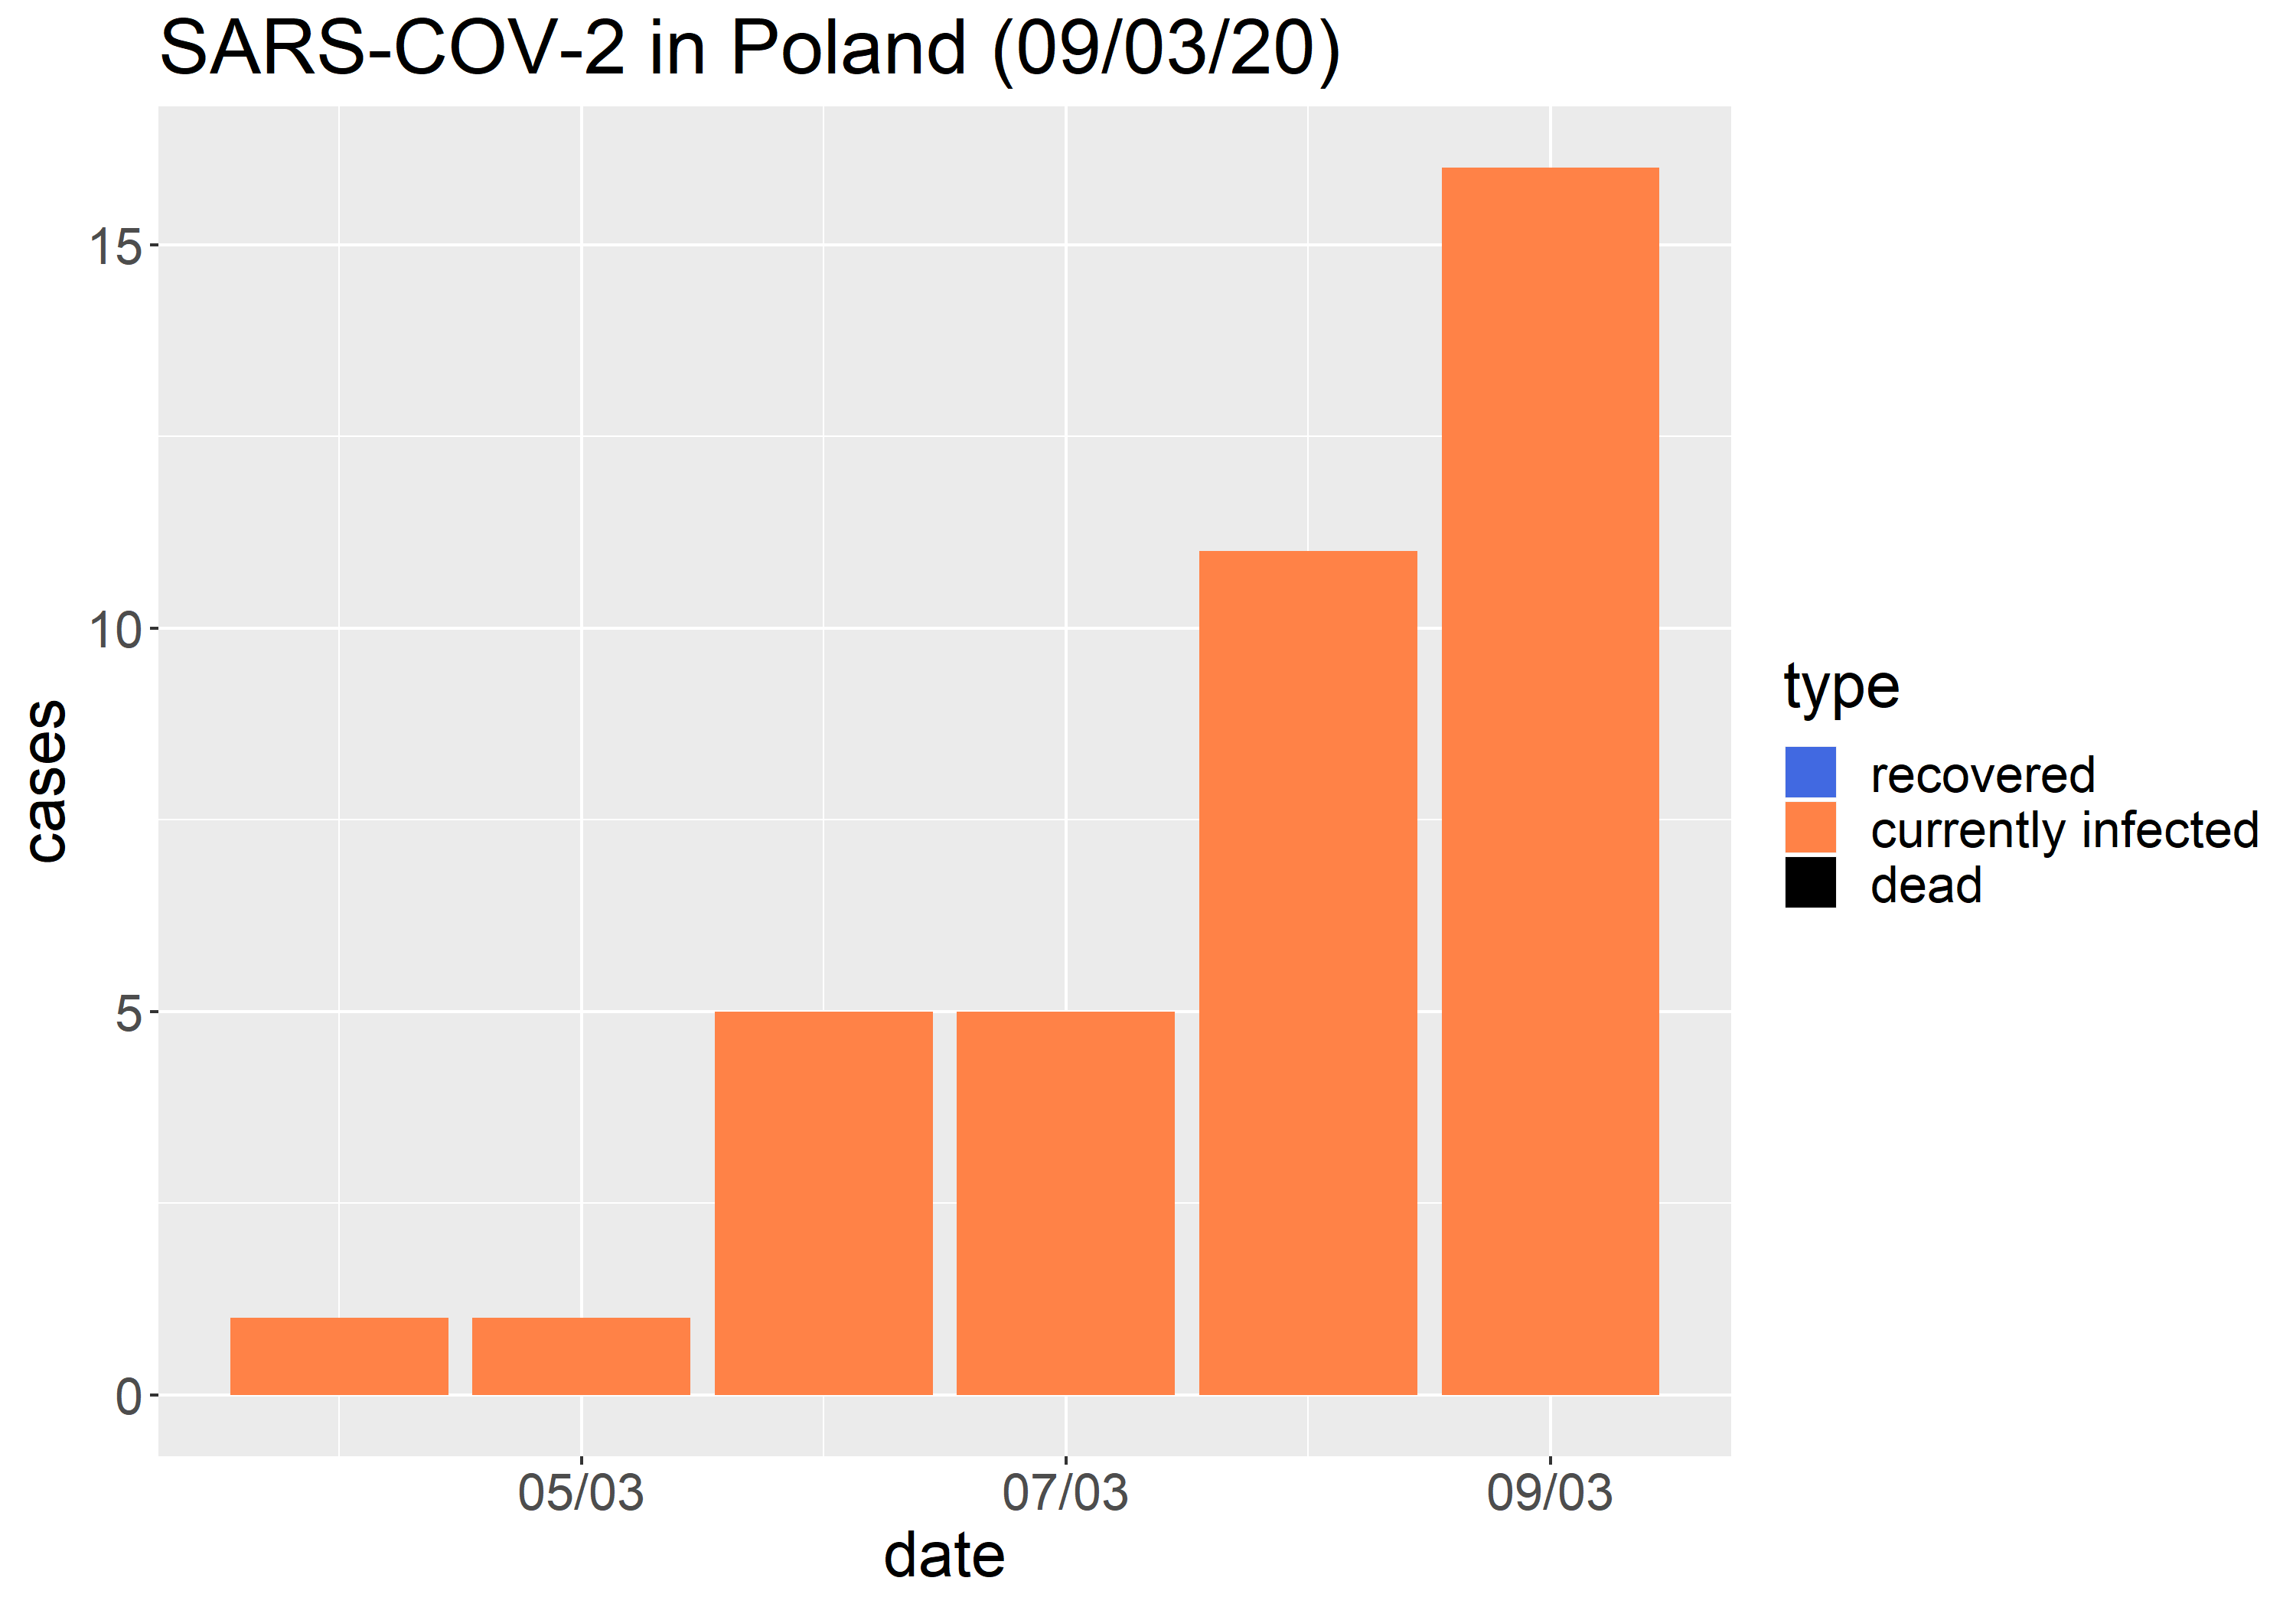 SARS-COV-2 in Poland (09/03/20)
15
10
5
0
cases
05/03 07/03 09/03
date
type
recovered
currently infected
dead